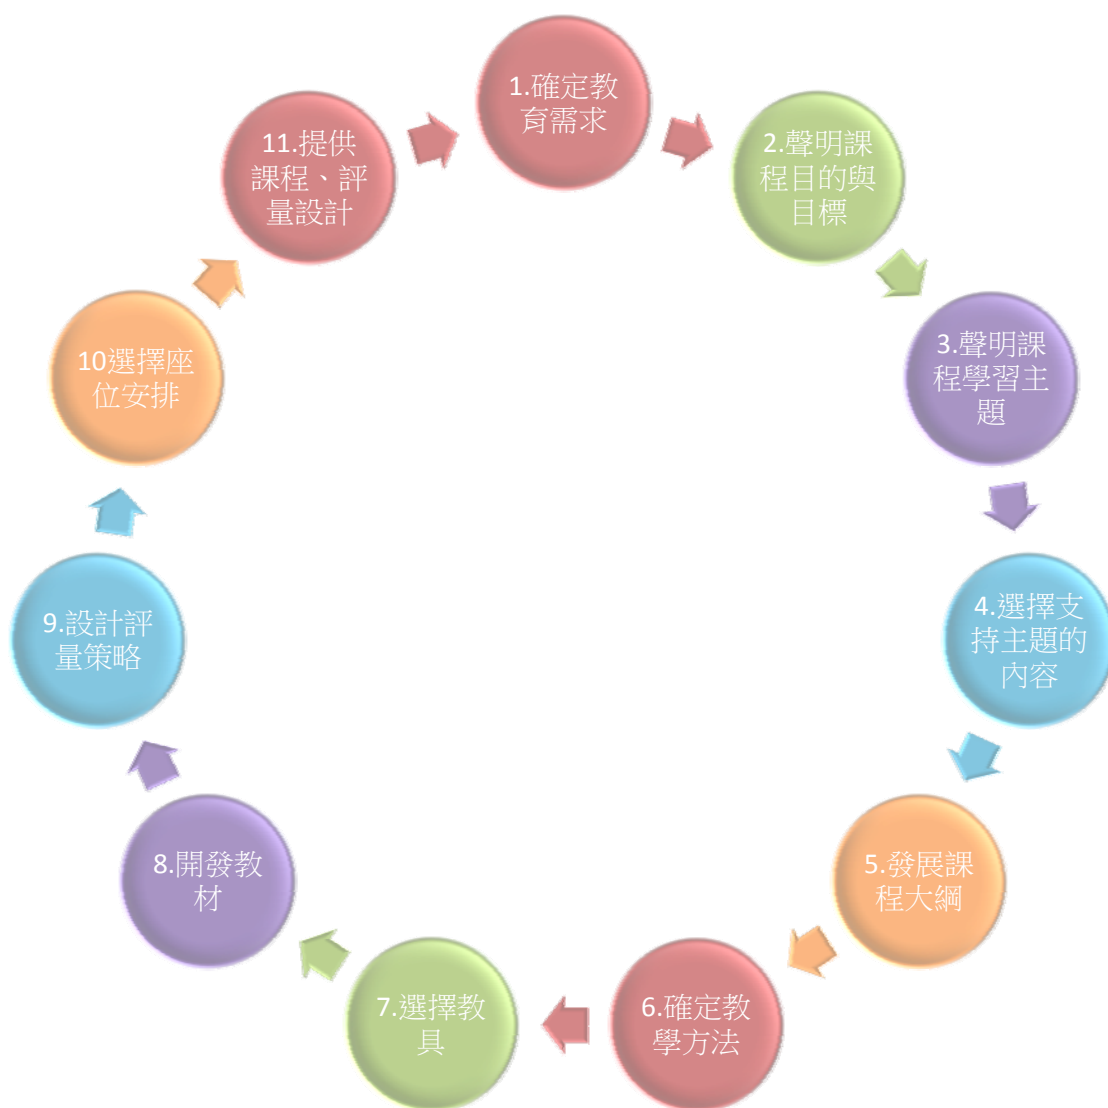 1.確定教
育需求
2.聲明課
程目的與
目標
3.聲明課
程學習主
題
4.選擇支
持主題的
內容
5.發展課
程大綱
6.確定教
學方法
7.選擇教
具
8.開發教
材
9.設計評
量策略
10選擇座
位安排
11.提供
課程、評
量設計